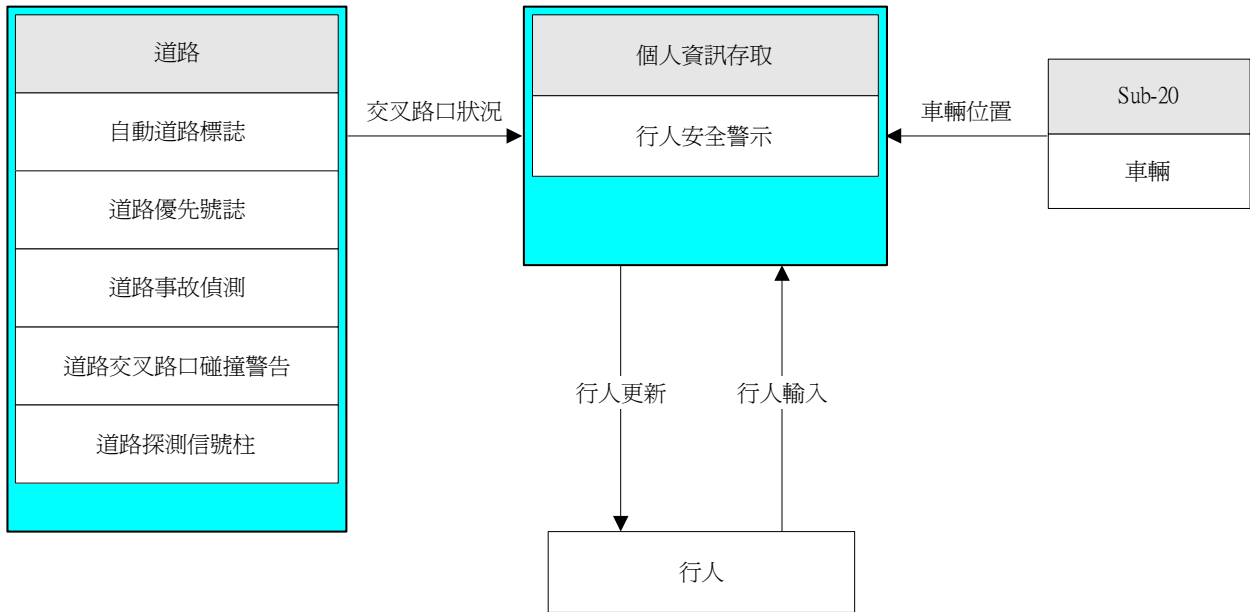 道路
自動道路標誌
道路優先號誌
道路事故偵測
道路交叉路口碰撞警告
道路探測信號柱
交叉路口狀況
個人資訊存取
行人安全警示
車輛位置
Sub-20
車輛
行人更新
行人輸入
行人